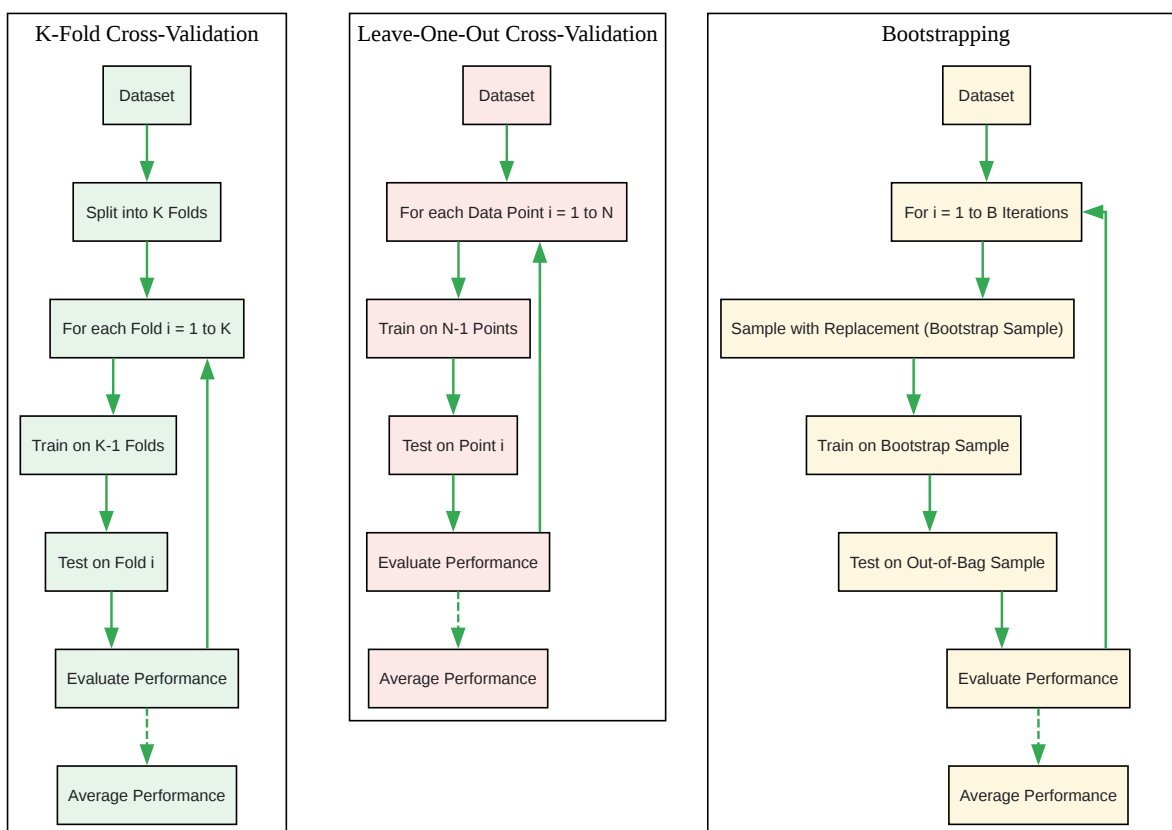 K-Fold Cross-Validation
Dataset
Split into K Folds
For each Fold i = 1 to K
Train on K-1 Folds
Test on Fold i
Evaluate Performance
Average Performance
Leave-One-Out Cross-Validation
Dataset
For each Data Point i = 1 to N
Train on N-1 Points
Test on Point i
Evaluate Performance
Average Performance
Bootstrapping
Dataset
For i = 1 to B Iterations
Sample with Replacement (Bootstrap Sample)
Train on Bootstrap Sample
Test on Out-of-Bag Sample
Evaluate Performance
Average Performance